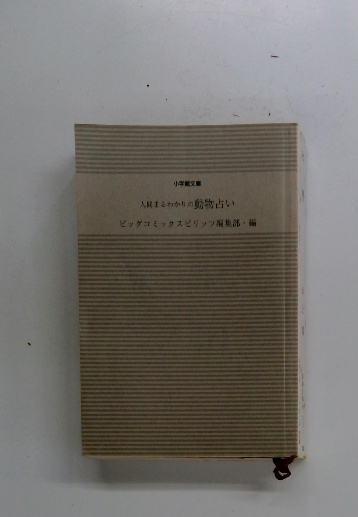 小学館文庫
人間まるわかりの動物占い
ビッグコミックスピリッツ編集部・編